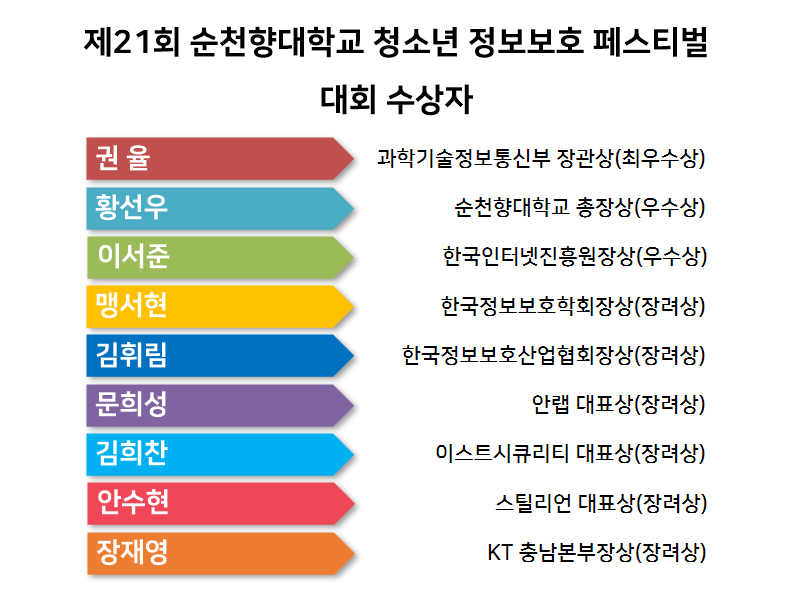 제21회 순천향대학교 청소년 정보보호 페스티벌
대회 수상자
권 율 과학기술정보통신부 장관상(최우수상)
황선우 순천향대학교 총장상(우수상)
이서준 한국인터넷진흥원장상(우수상)
맹서현 한국정보보호학회장상(장려상)
김휘림 한국정보보호산업협회장상(장려상)
문희성 안랩 대표상(장려상)
김희찬 이스트시큐리티 대표상(장려상)
안수현 스틸리언 대표상(장려상)
장재영 KT 충남본부장상(장려상)